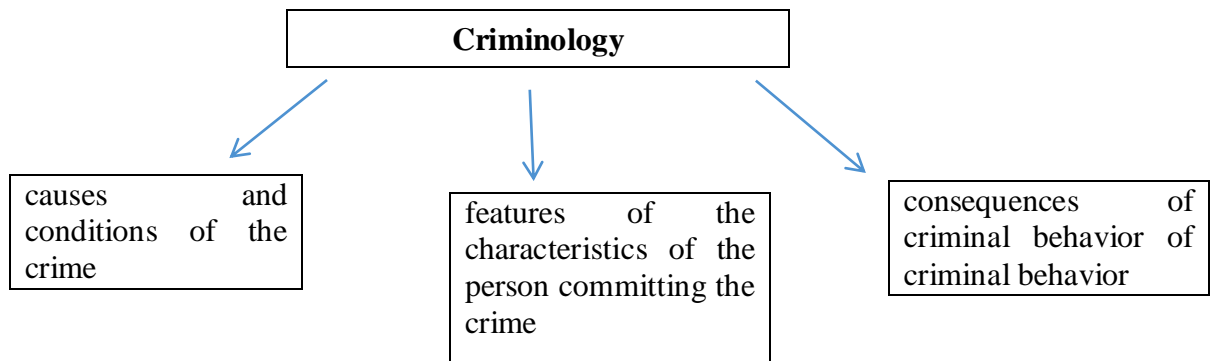 Criminology
causes and
conditions of the
crime
features of the
characteristics of the
person committing the
crime
consequences of
criminal behavior of
criminal behavior